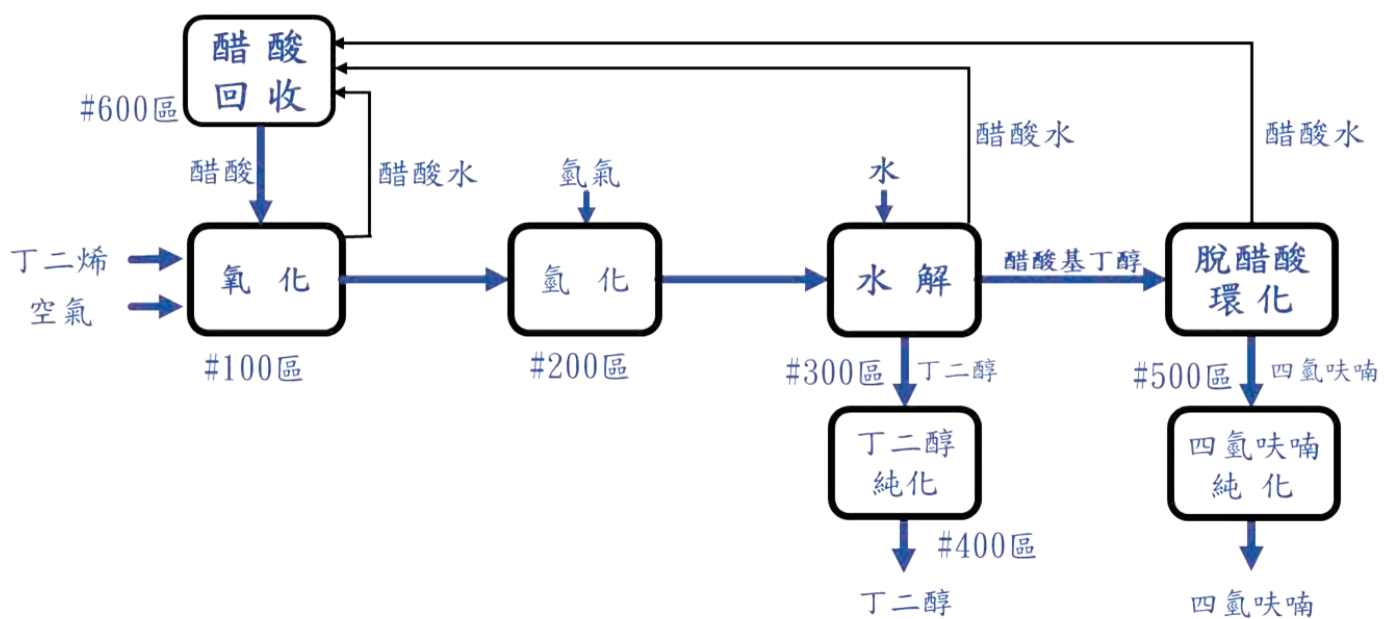 醋酸
回收
#600區
醋酸
醋酸水
氫氣
水
醋酸水
醋酸水
丁二烯
空氣
氧化
氫化
水解
醋酸基丁醇
脫醋酸
環化
#100區
#200區
#300區
丁二醇
#500區
四氫呋喃
丁二醇
純化
四氫呋喃
純化
#400區
丁二醇
四氫呋喃